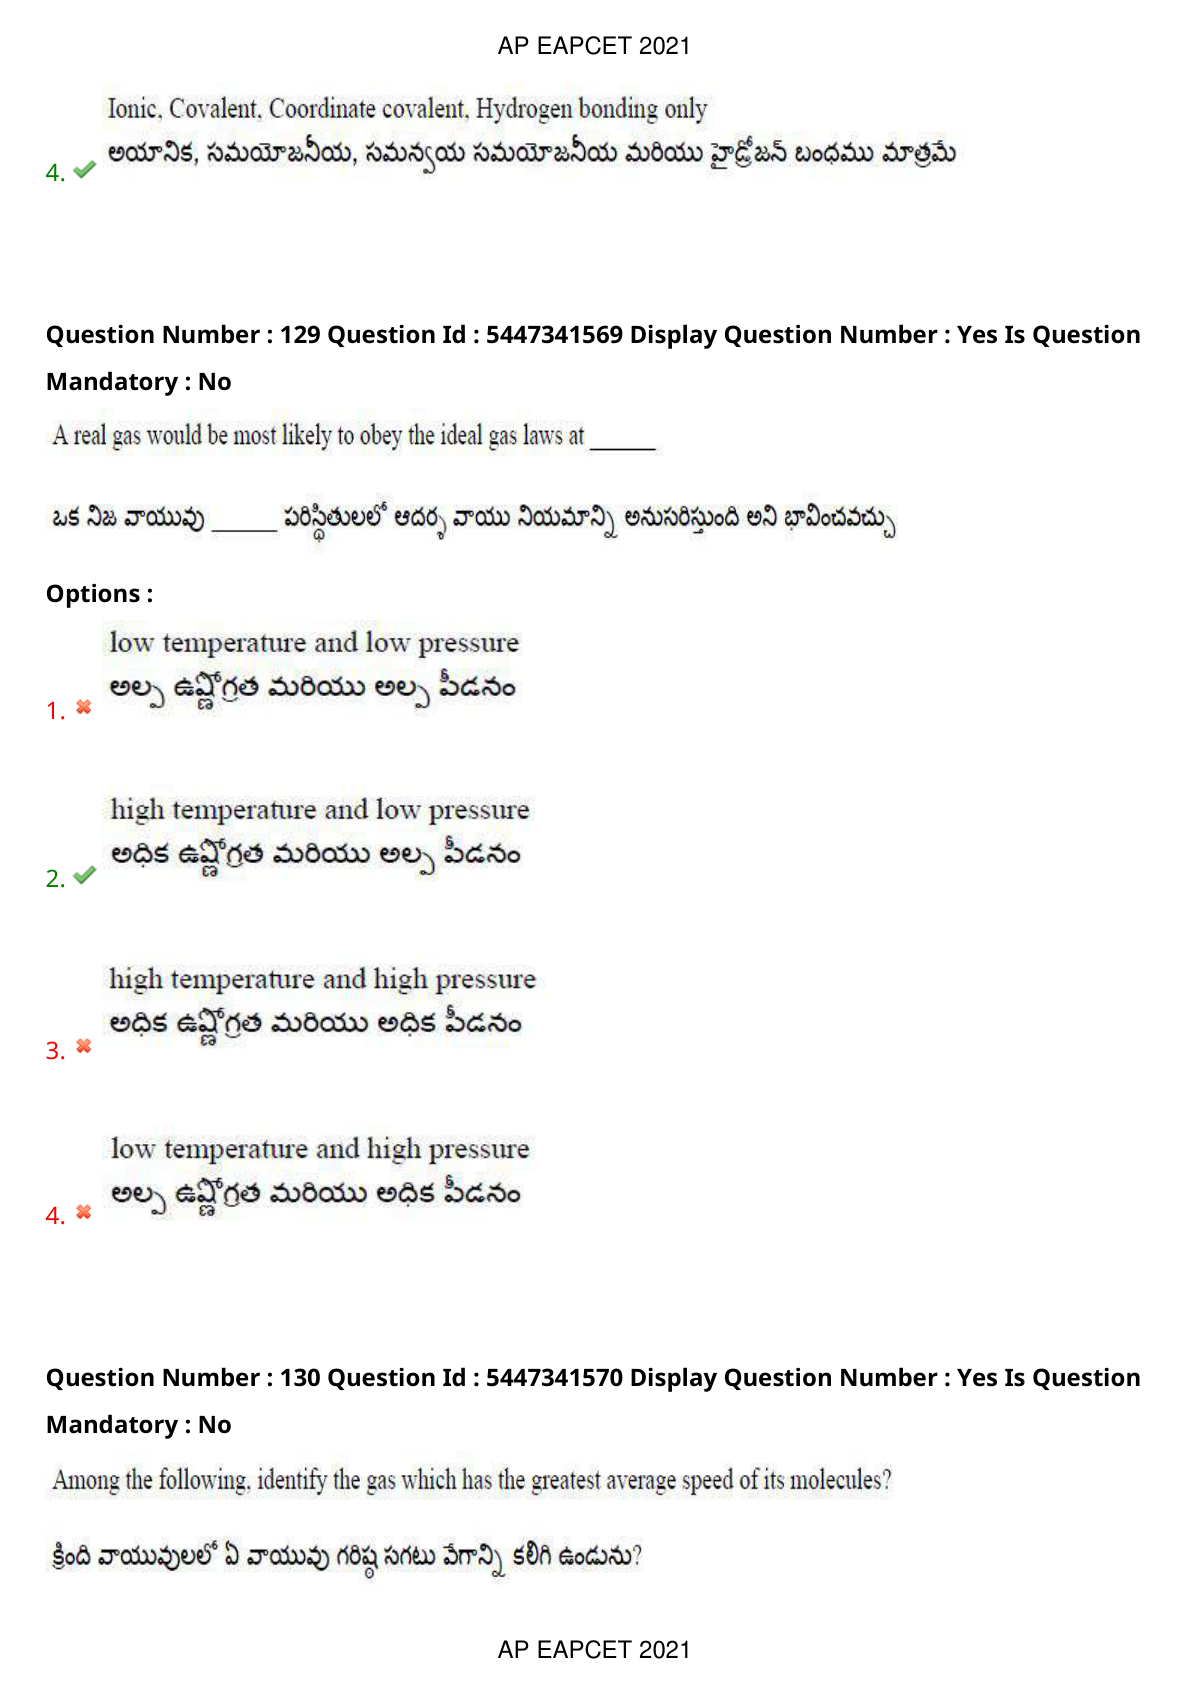 AP EAPCET 2021
Ionic, Covalent, Coordinate covalent, Hydrogen bonding only
అయానిక, సమయోజనీయ, సమన్వయ సమయోజనీయ మరియు హైడ్రోజన్ బంధము మాత్రమే
4.
Question Number : 129 Question Id : 5447341569 Display Question Number : Yes Is Question
Mandatory : No
A real gas would be most likely to obey the ideal gas laws at ______
ఒక నిజ వాయువు ______ పరిస్థితులలో ఆదర్శ వాయు నియమాన్ని అనుసరిస్తుంది అని భావించవచ్చు
Options :
low temperature and low pressure
అల్ప ఉష్ణోగ్రత మరియు అల్ప పీడనం
1.
high temperature and low pressure
అధిక ఉష్ణోగ్రత మరియు అల్ప పీడనం
2.
high temperature and high pressure
అధిక ఉష్ణోగ్రత మరియు అధిక పీడనం
3.
low temperature and high pressure
అల్ప ఉష్ణోగ్రత మరియు అధిక పీడనం
4.
Question Number : 130 Question Id : 5447341570 Display Question Number : Yes Is Question
Mandatory : No
Among the following, identify the gas which has the greatest average speed of its molecules?
క్రింది వాయువులలో ఏ వాయువు గరిష్ఠ సగటు వేగాన్ని కలిగి ఉండును?
AP EAPCET 2021